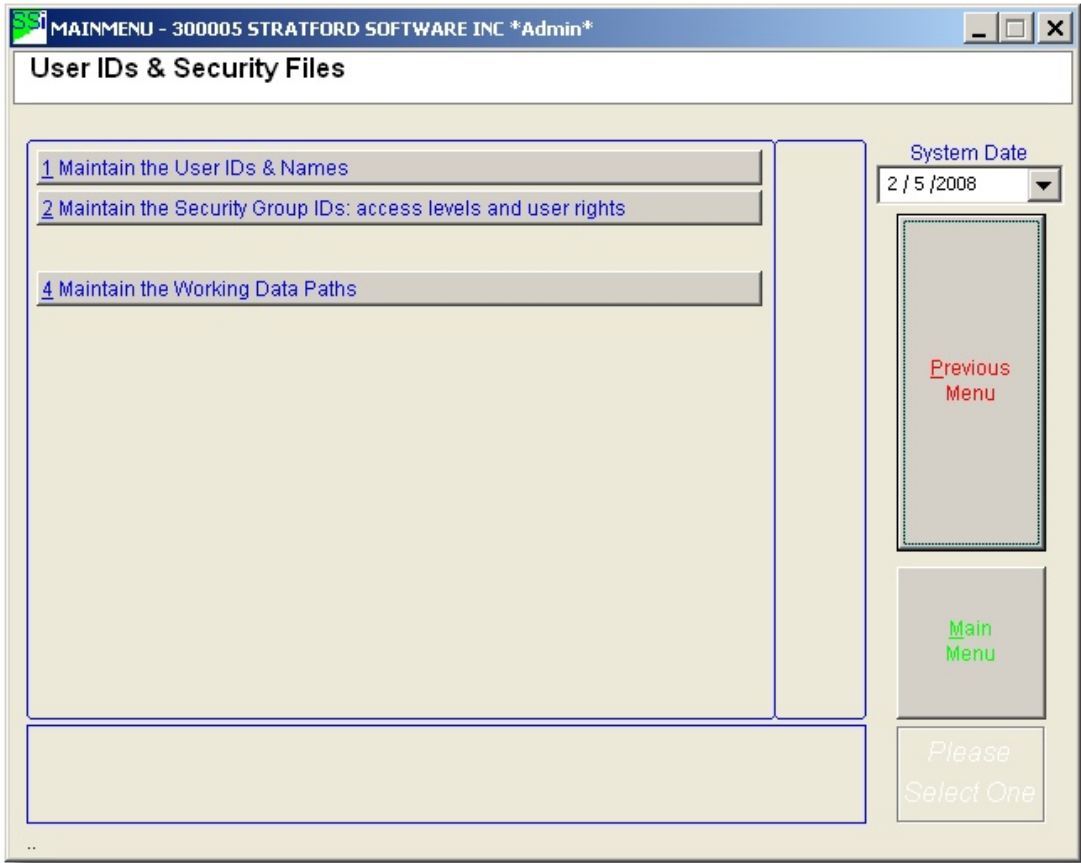 SSi MAINMENU - 300005 STRATFORD SOFTWARE INC *Admin*
User IDs & Security Files
System Date
2 / 5 /2008
1 Maintain the User IDs & Names
2 Maintain the Security Group IDs: access levels and user rights
4 Maintain the Working Data Paths
Previous
Menu
Main
Menu
Please
Select One
..